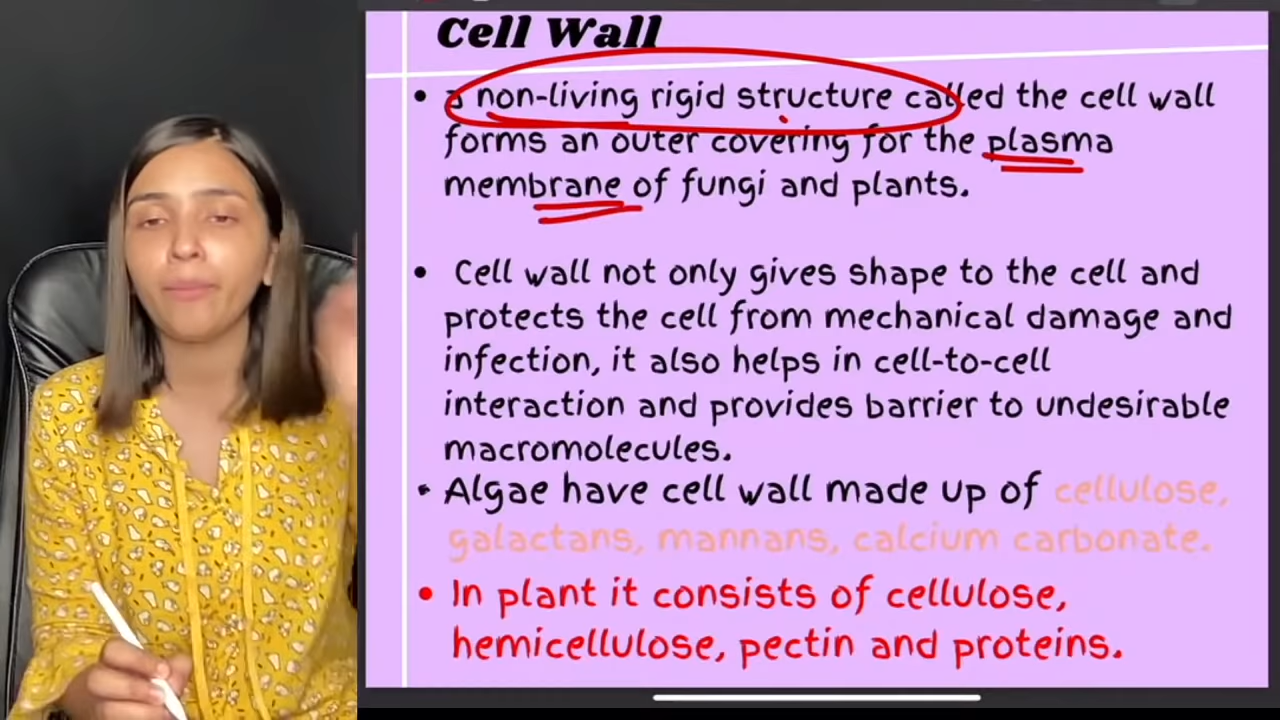 Cell Wall
• a non-living rigid structure called the cell wall
forms an outer covering for the plasma
membrane of fungi and plants.
• Cell wall not only gives shape to the cell and
protects the cell from mechanical damage and
infection, it also helps in cell-to-cell
interaction and provides barrier to undesirable
macromolecules.
• Algae have cell wall made up of cellulose,
galactans, mannans, calcium carbonate.
• In plant it consists of cellulose,
hemicellulose, pectin and proteins.